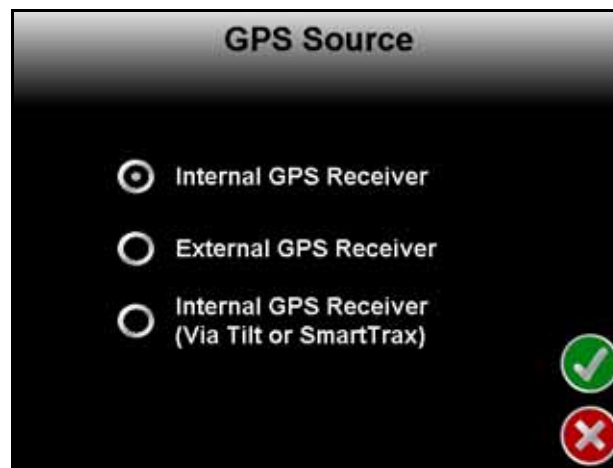 GPS Source
Internal GPS Receiver
External GPS Receiver
Internal GPS Receiver
(Via Tilt or SmartTrax)